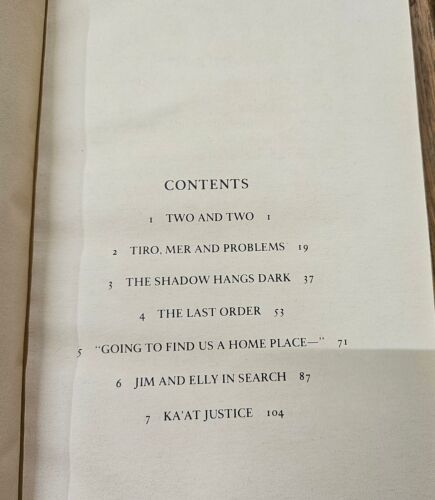 CONTENTS
1 TWO AND TWO 1
2 TIRO, MER AND PROBLEMS 19
3 THE SHADOW HANGS DARK 37
4 THE LAST ORDER 53
5 "GOING TO FIND US A HOME PLACE—" 71
6 JIM AND ELLY IN SEARCH 87
7 KA'AT JUSTICE 104